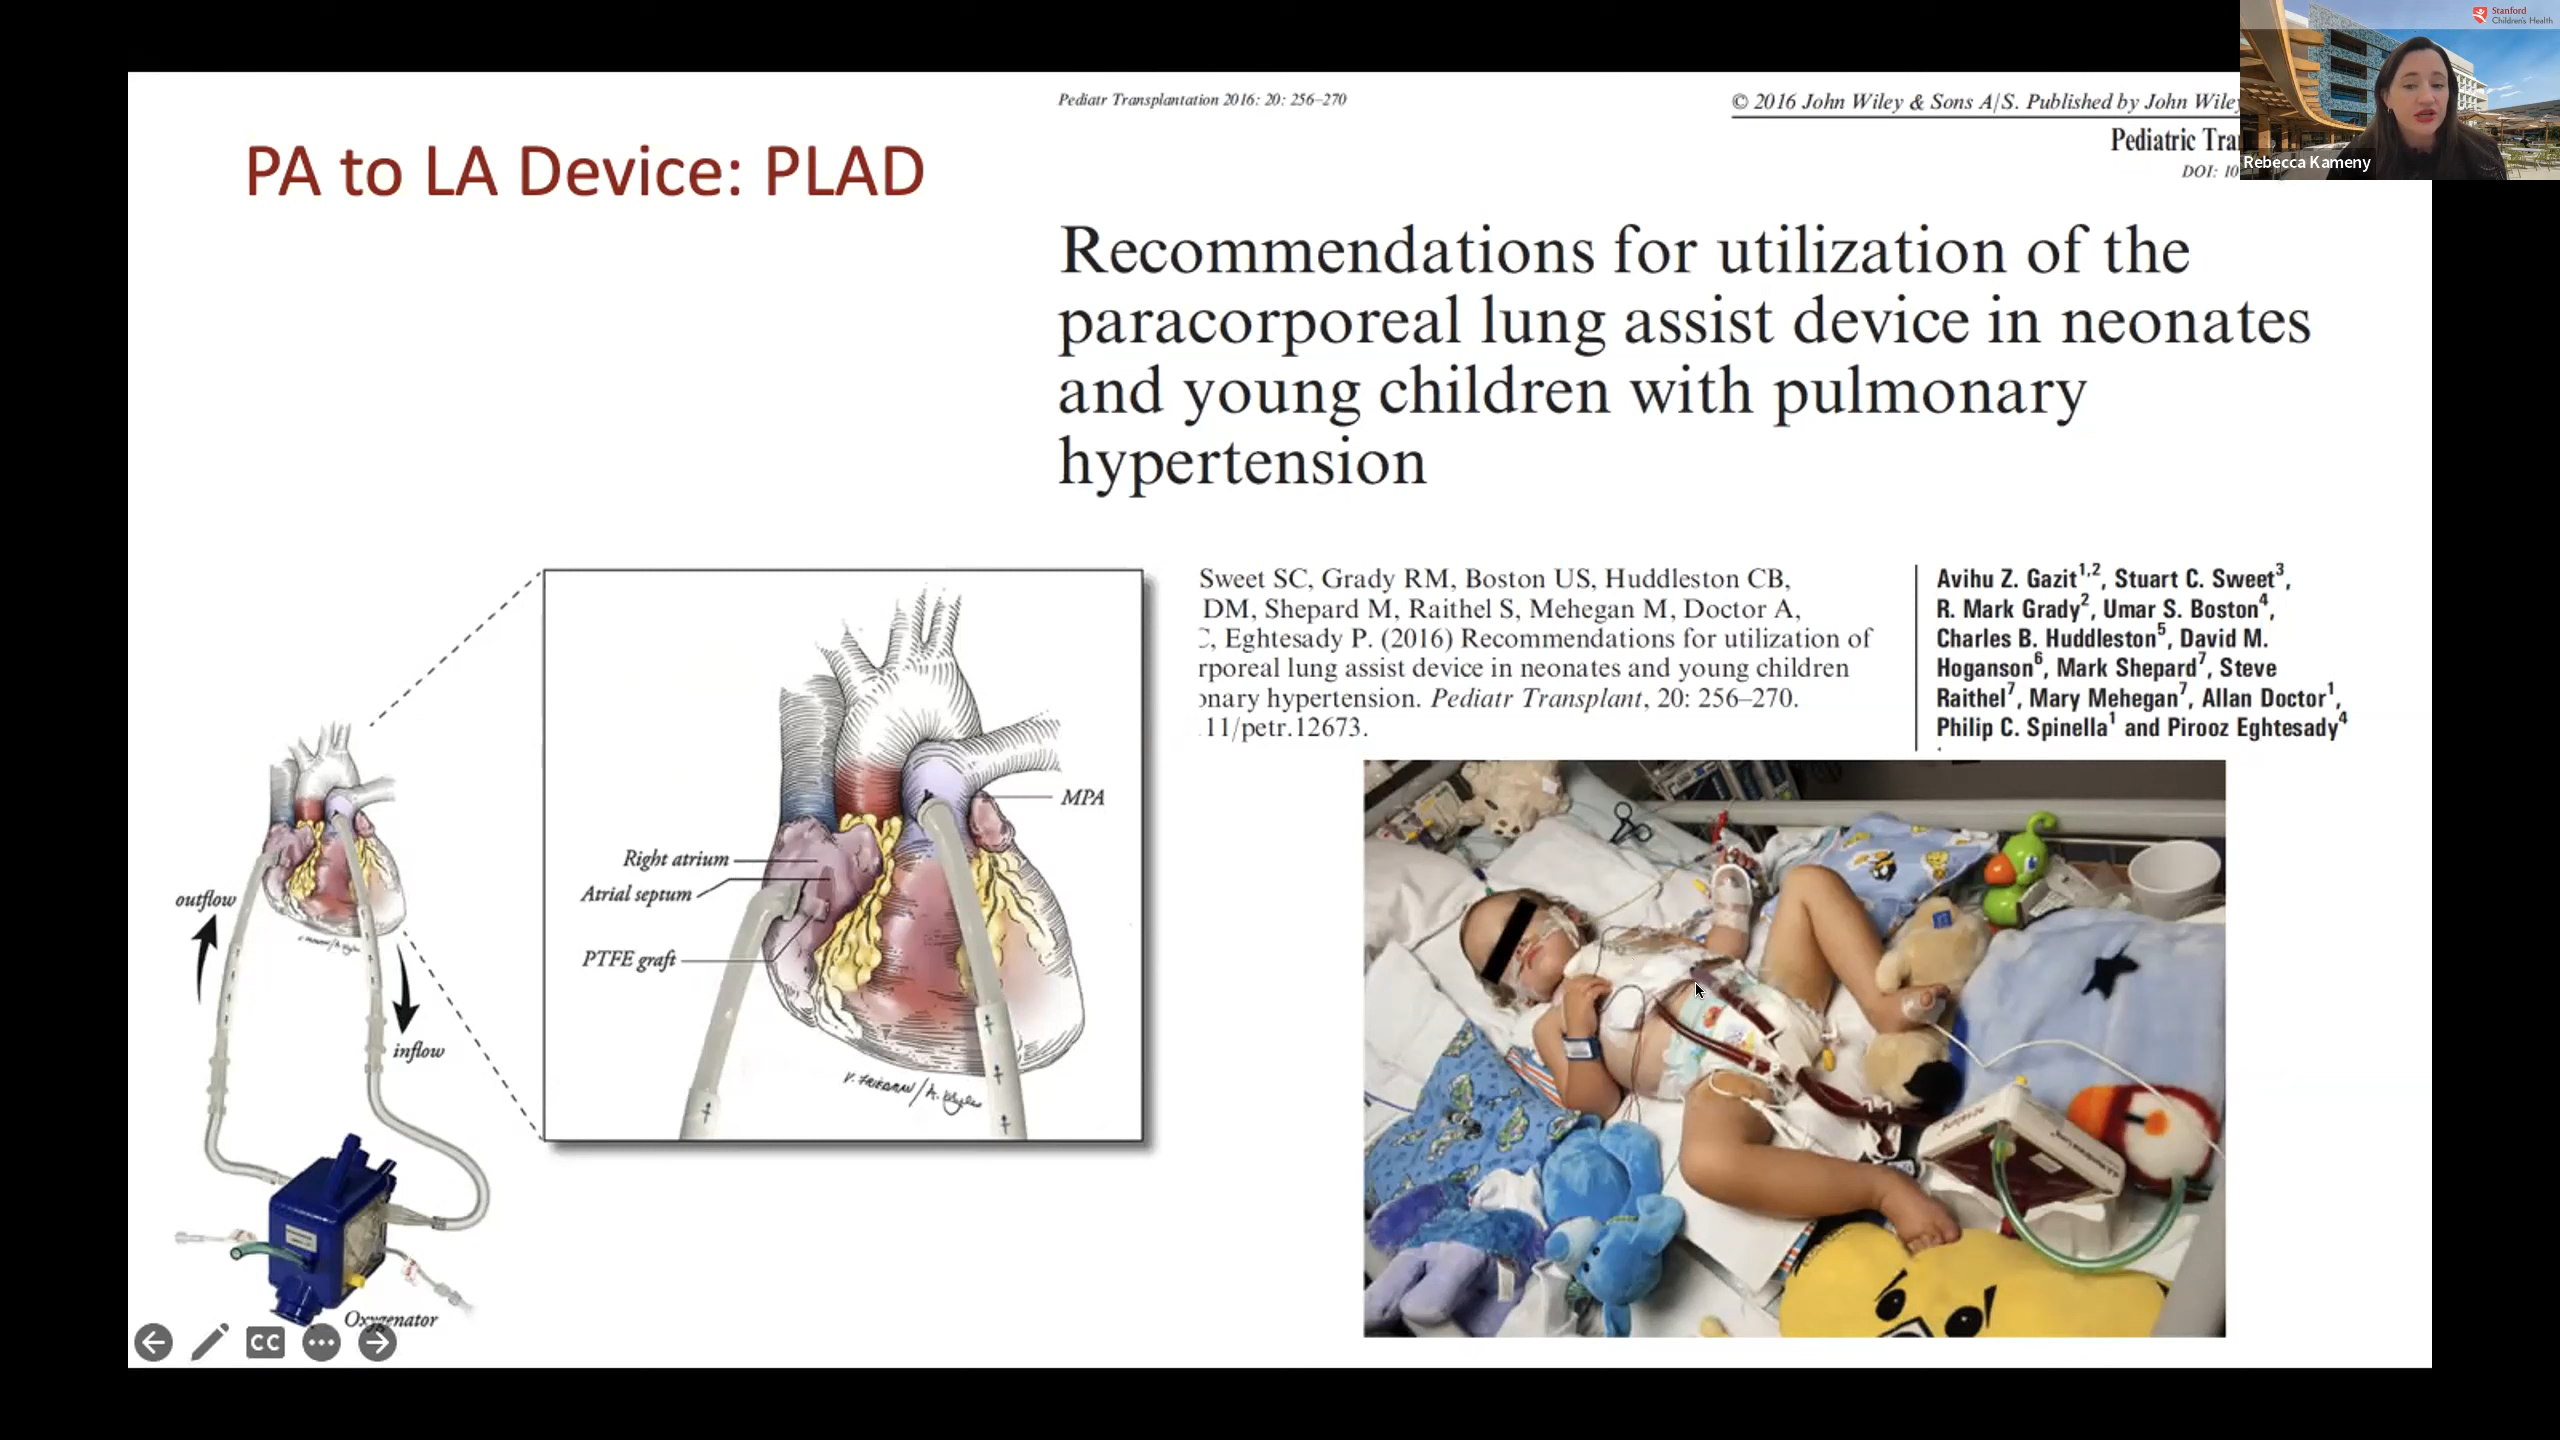 Stanford
Children's Health
Rebecca Kameny
Pediatr Transplantation 2016: 20: 256–270
© 2016 John Wiley & Sons A/S. Published by John Wiley
Pediatric Tra
DOI: 10
PA to LA Device: PLAD
Recommendations for utilization of the
paracorporeal lung assist device in neonates
and young children with pulmonary
hypertension
Sweet SC, Grady RM, Boston US, Huddleston CB,
DM, Shepard M, Raithel S, Mehegan M, Doctor A,
C, Eghtesady P. (2016) Recommendations for utilization of
rporeal lung assist device in neonates and young children
onary hypertension. Pediatr Transplant, 20: 256–270.
11/petr.12673.
Avihu Z. Gazit1,2, Stuart C. Sweet3,
R. Mark Grady2, Umar S. Boston4,
Charles B. Huddleston5, David M.
Hoganson6, Mark Shepard7, Steve
Raithel7, Mary Mehegan7, Allan Doctor1,
Philip C. Spinella1 and Pirooz Eghtesady4
MPA
Right atrium
Atrial septum
PTFE graft
outflow
inflow
Oxygenator
CC